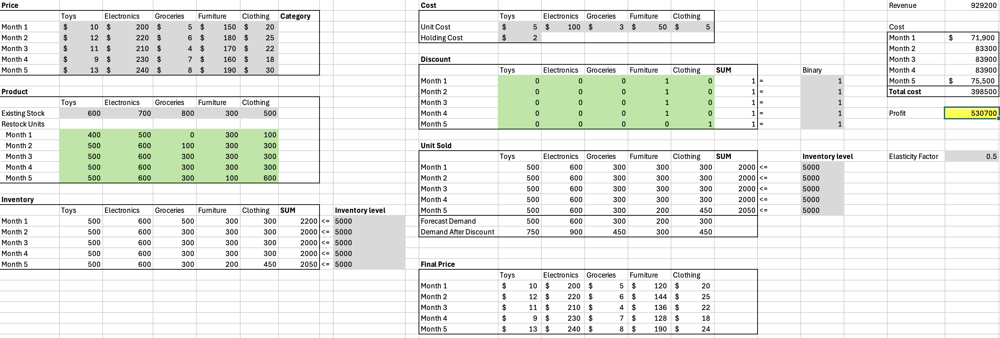 Price Cost Revenue 929200
Toys Electronics Groceries Furniture Clothing Category Toys Electronics Groceries Furniture Clothing
Month 1 $ 10 $ 200 $ 5 $ 150 $ 20 Unit Cost $ 5 $ 100 $ 3 $ 50 $ 5 Cost
Month 2 $ 12 $ 220 $ 6 $ 180 $ 25 Holding Cost $ 2 Month 1 $ 71,900
Month 3 $ 11 $ 210 $ 4 $ 170 $ 22 Month 2 83300
Month 4 $ 9 $ 230 $ 7 $ 160 $ 18 Discount Month 3 83900
Month 5 $ 13 $ 240 $ 8 $ 190 $ 30 Toys Electronics Groceries Furniture Clothing SUM Binary Month 4 83900
Month 1 0 0 0 1 0 1 = 1 Month 5 $ 75,500
Product Month 2 0 0 0 1 0 1 = 1 Total cost 398500
Toys Electronics Groceries Furniture Clothing Month 3 0 0 0 1 0 1 = 1
Existing Stock 600 700 800 300 500 Month 4 0 0 0 1 0 1 = 1 Profit 530700
Restock Units Month 5 0 0 0 0 1 1 = 1
Month 1 400 500 0 300 100
Month 2 500 600 100 300 300 Unit Sold
Month 3 500 600 300 300 300 Toys Electronics Groceries Furniture Clothing SUM Inventory level Elasticity Factor 0.5
Month 4 500 600 300 300 300 Month 1 500 600 300 300 300 2000 <= 5000
Month 5 500 600 300 100 600 Month 2 500 600 300 300 300 2000 <= 5000
Month 3 500 600 300 300 300 2000 <= 5000
Inventory Month 4 500 600 300 300 300 2000 <= 5000
Toys Electronics Groceries Furniture Clothing SUM Inventory level Month 5 500 600 300 200 450 2050 <= 5000
Month 1 500 600 500 300 300 2200 <= 5000 Forecast Demand 500 600 300 200 300
Month 2 500 600 300 300 300 2000 <= 5000 Demand After Discount 750 900 450 300 450
Month 3 500 600 300 300 300 2000 <= 5000
Month 4 500 600 300 300 300 2000 <= 5000
Month 5 500 600 300 200 450 2050 <= 5000 Final Price
Toys Electronics Groceries Furniture Clothing
Month 1 $ 10 $ 200 $ 5 $ 120 $ 20
Month 2 $ 12 $ 220 $ 6 $ 144 $ 25
Month 3 $ 11 $ 210 $ 4 $ 136 $ 22
Month 4 $ 9 $ 230 $ 7 $ 128 $ 18
Month 5 $ 13 $ 240 $ 8 $ 190 $ 24